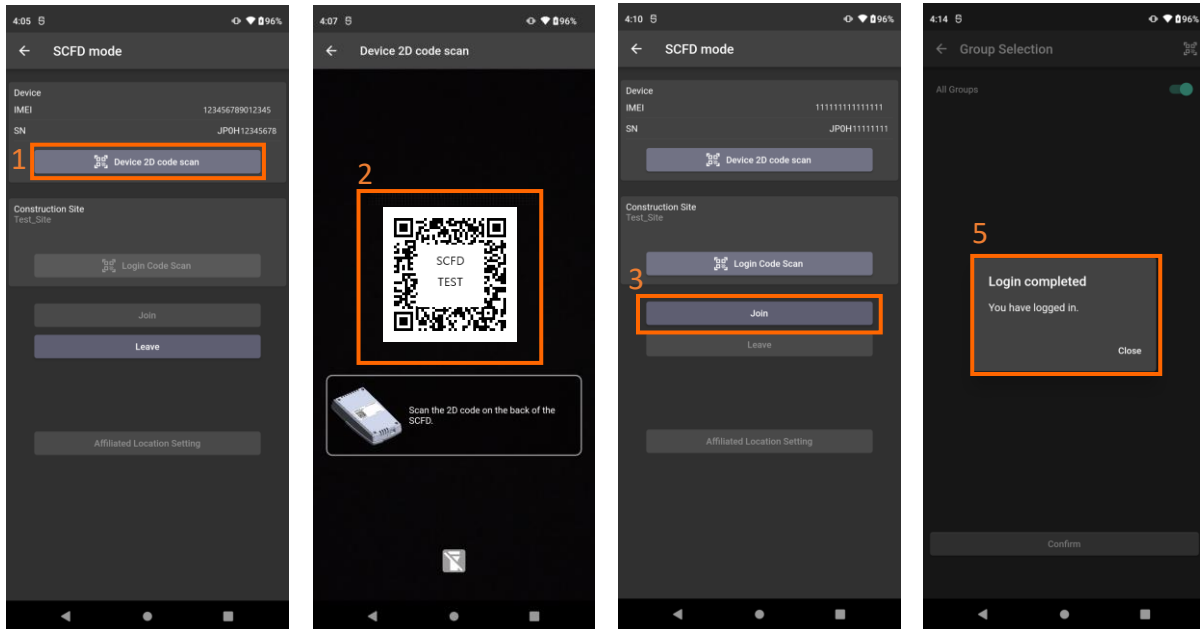 4:05 96%
SCFD mode
Device
IMEI 123456789012345
SN JP0H12345678
1
Device 2D code scan
Construction Site
Test_Site
Login Code Scan
Join
Leave
Affiliated Location Setting
4:07 96%
Device 2D code scan
2
SCFD
TEST
Scan the 2D code on the back of the
SCFD.
4:10 96%
SCFD mode
Device
IMEI 111111111111111
SN JP0H11111111
Device 2D code scan
Construction Site
Test_Site
Login Code Scan
3
Join
Leave
Affiliated Location Setting
4:14 96%
Group Selection
All Groups
5
Login completed
You have logged in.
Close
Confirm